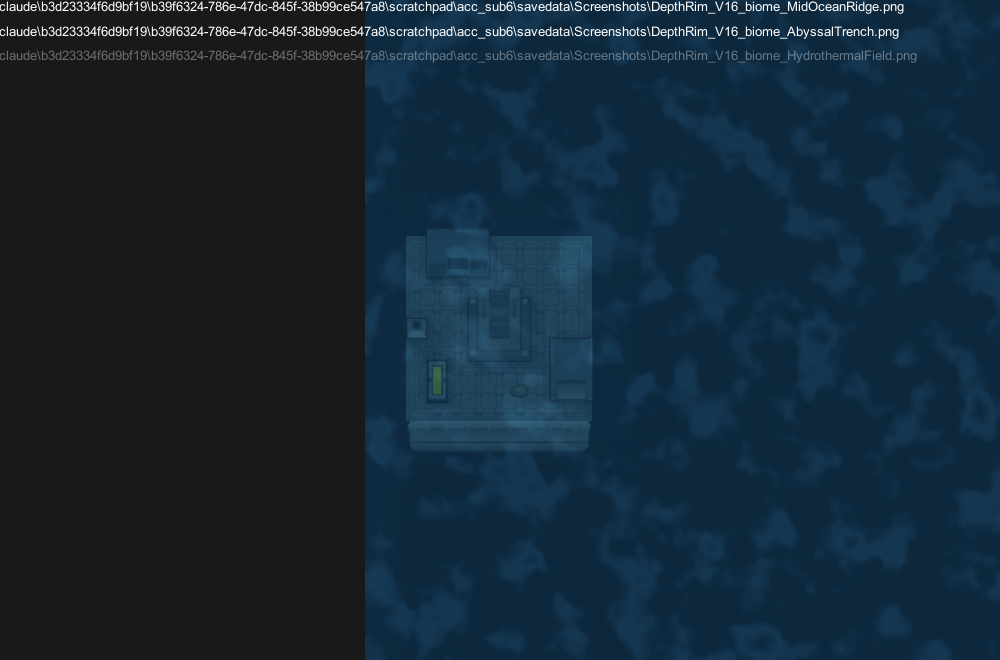 claude\b3d23334f6d9bf19\b39f6324-786e-47dc-845f-38b99ce547a8\scratchpad\acc_sub6\savedata\Screenshots\DepthRim_V16_biome_MidOceanRidge.png
claude\b3d23334f6d9bf19\b39f6324-786e-47dc-845f-38b99ce547a8\scratchpad\acc_sub6\savedata\Screenshots\DepthRim_V16_biome_AbyssalTrench.png
claude\b3d23334f6d9bf19\b39f6324-786e-47dc-845f-38b99ce547a8\scratchpad\acc_sub6\savedata\Screenshots\DepthRim_V16_biome_HydrothermalField.png